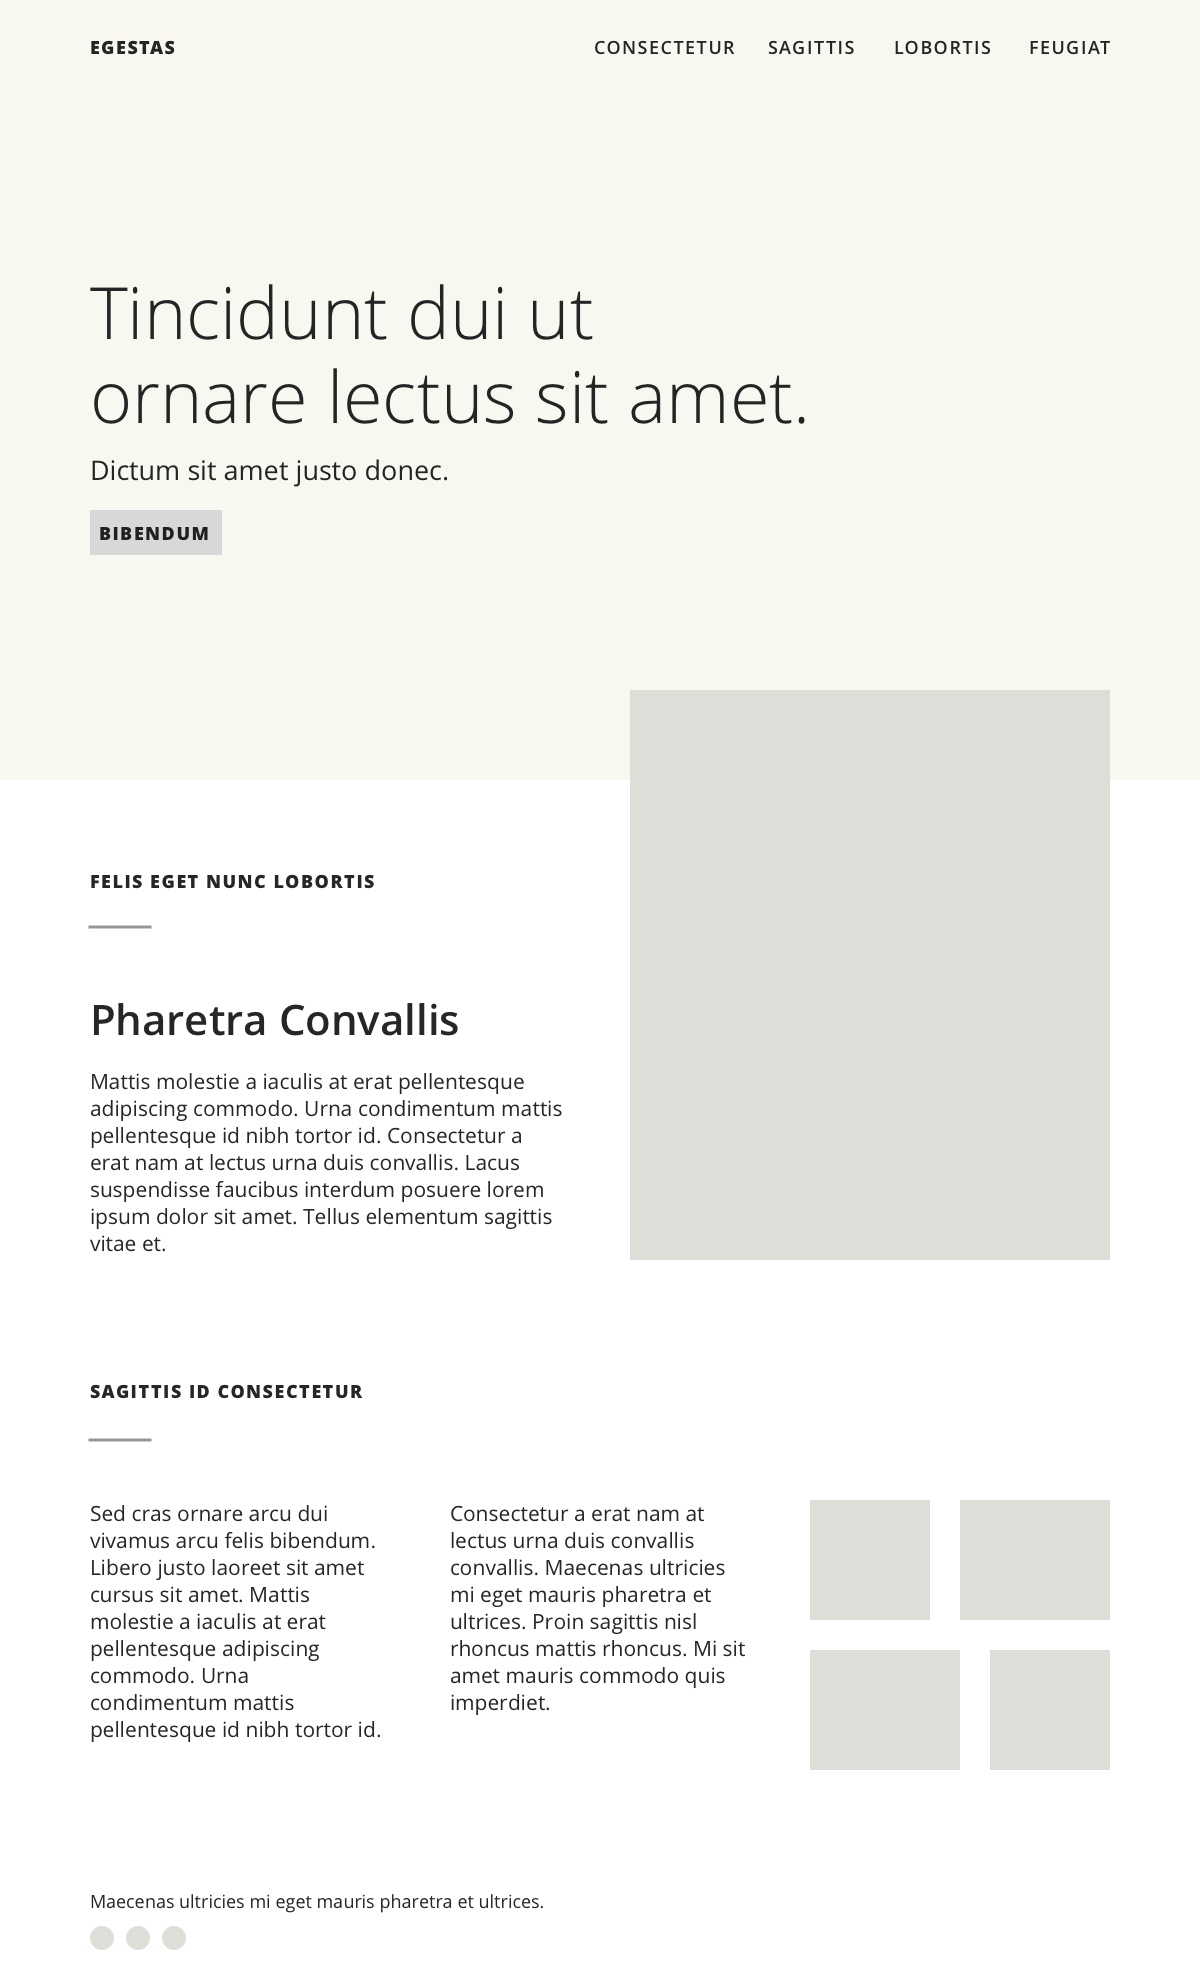 EGESTAS
CONSECTETUR SAGITTIS LOBORTIS FEUGIAT
Tincidunt dui ut
ornare lectus sit amet.
Dictum sit amet justo donec.
BIBENDUM
FELIS EGET NUNC LOBORTIS
Pharetra Convallis
Mattis molestie a iaculis at erat pellentesque
adipiscing commodo. Urna condimentum mattis
pellentesque id nibh tortor id. Consectetur a
erat nam at lectus urna duis convallis. Lacus
suspendisse faucibus interdum posuere lorem
ipsum dolor sit amet. Tellus elementum sagittis
vitae et.
SAGITTIS ID CONSECTETUR
Sed cras ornare arcu dui
vivamus arcu felis bibendum.
Libero justo laoreet sit amet
cursus sit amet. Mattis
molestie a iaculis at erat
pellentesque adipiscing
commodo. Urna
condimentum mattis
pellentesque id nibh tortor id.
Consectetur a erat nam at
lectus urna duis convallis
convallis. Maecenas ultricies
mi eget mauris pharetra et
ultrices. Proin sagittis nisl
rhoncus mattis rhoncus. Mi sit
amet mauris commodo quis
imperdiet.
Maecenas ultricies mi eget mauris pharetra et ultrices.